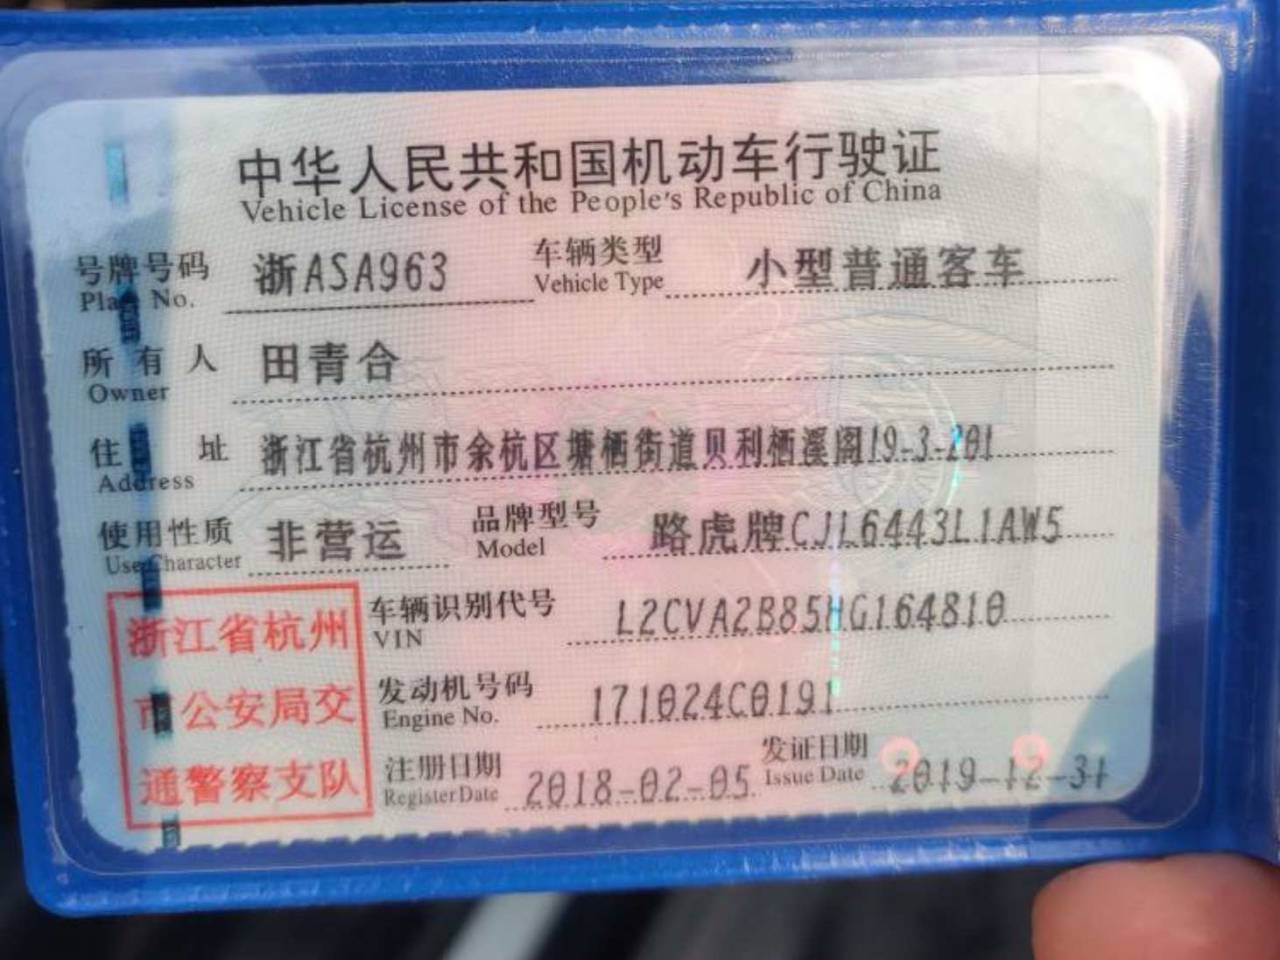 中华人民共和国机动车行驶证
Vehicle License of the People's Republic of China
号牌号码 浙ASA963 车辆类型 小型普通客车
Plate No. Vehicle Type
所有人 田青合
Owner
住址 浙江省杭州市余杭区塘栖街道贝利栖溪阁19-3-201
Address
使用性质 非营运 品牌型号 路虎牌CJL6443L1AW5
Use Character Model
车辆识别代号 L2CVA2B85HG164810
VIN
发动机号码 171024C0191
Engine No.
注册日期 2018-02-05 发证日期 2019-12-31
Register Date Issue Date
浙江省杭州
市公安局交
通警察支队